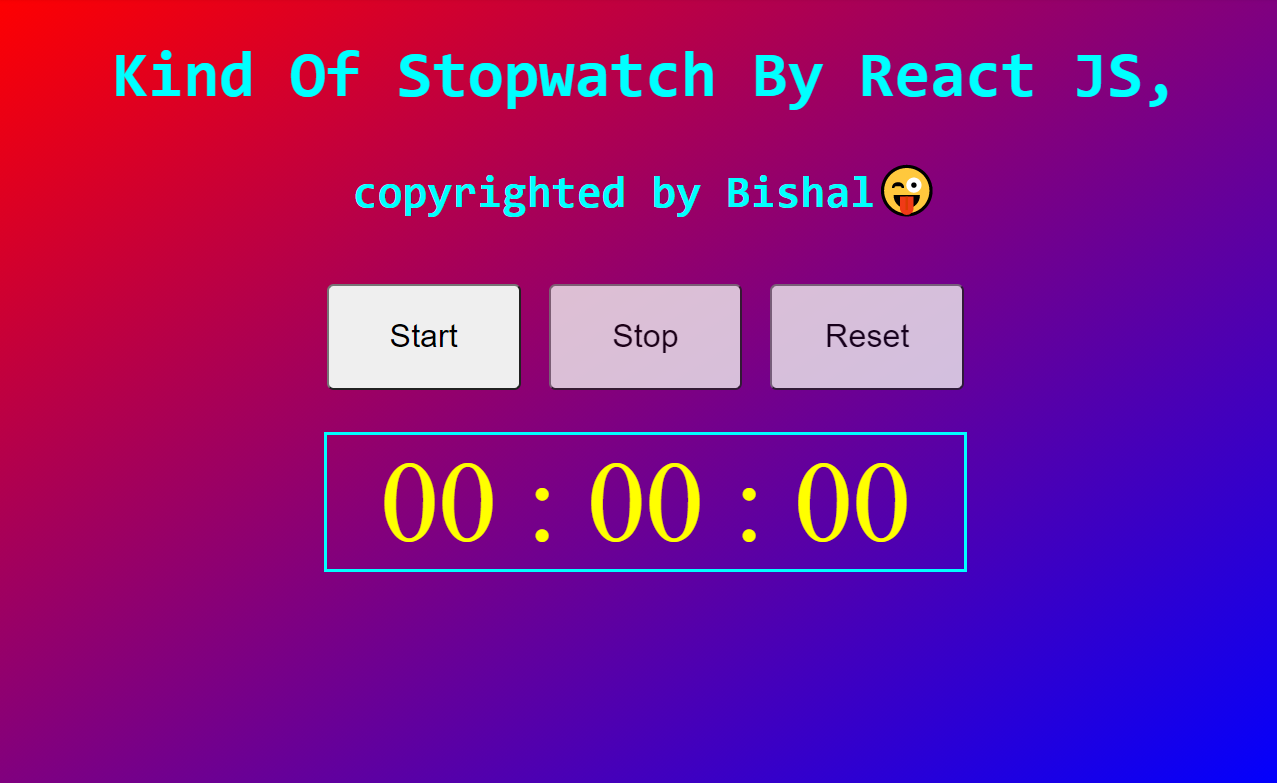 Kind Of Stopwatch By React JS,
copyrighted by Bishal😜
Start Stop Reset
00 : 00 : 00